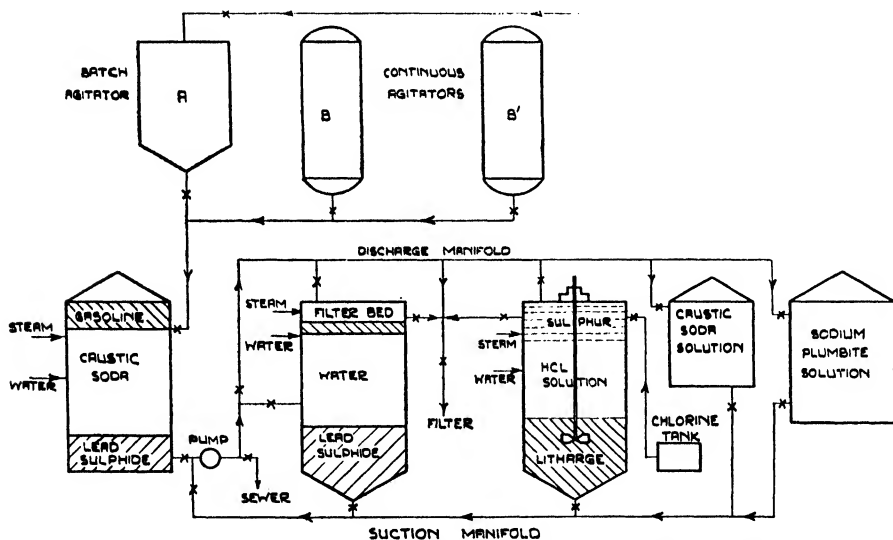 BATCH
AGITATOR
A
B
CONTINUOUS
AGITATORS
B'
DISCHARGE MANIFOLD
GASOLINE
STEAM
CAUSTIC
SODA
WATER
LEAD
SULPHIDE
PUMP
SEWER
STEAM
FILTER BED
WATER
WATER
LEAD
SULPHIDE
FILTER
SULPHUR
STEAM
HCL
SOLUTION
WATER
LITHARGE
CAUSTIC
SODA
SOLUTION
CHLORINE
TANK
SODIUM
PLUMBITE
SOLUTION
SUCTION MANIFOLD